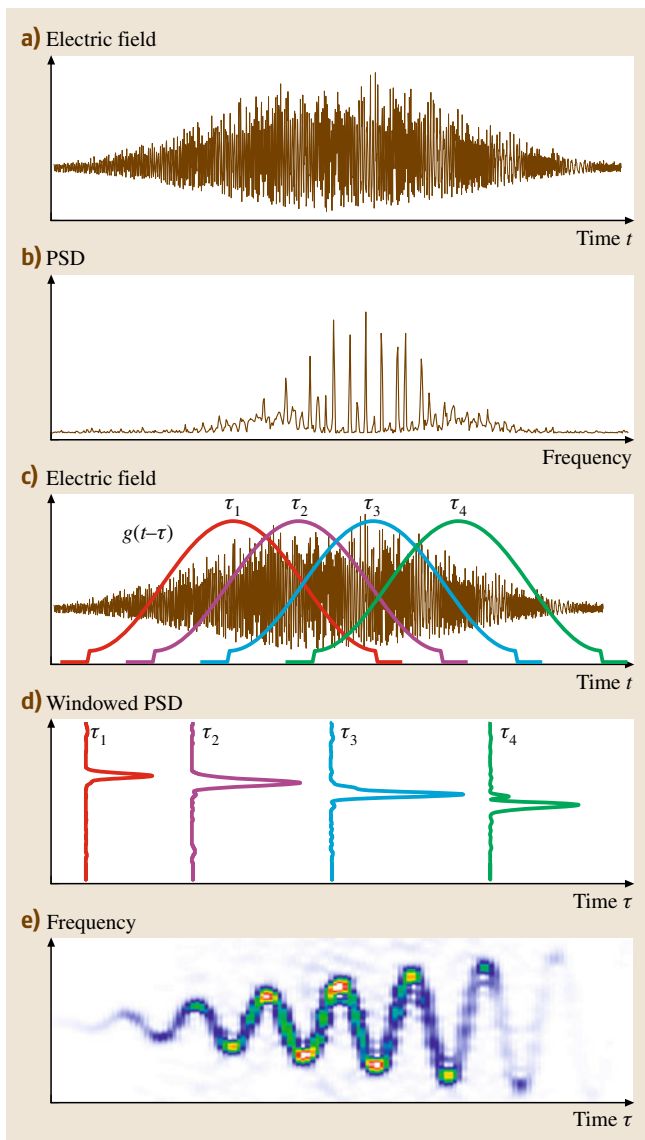 a) Electric field
Time t
b) PSD
Frequency
c) Electric field
τ1 τ2 τ3 τ4
g(t–τ)
Time t
d) Windowed PSD
τ1 τ2 τ3 τ4
Time τ
e) Frequency
Time τ